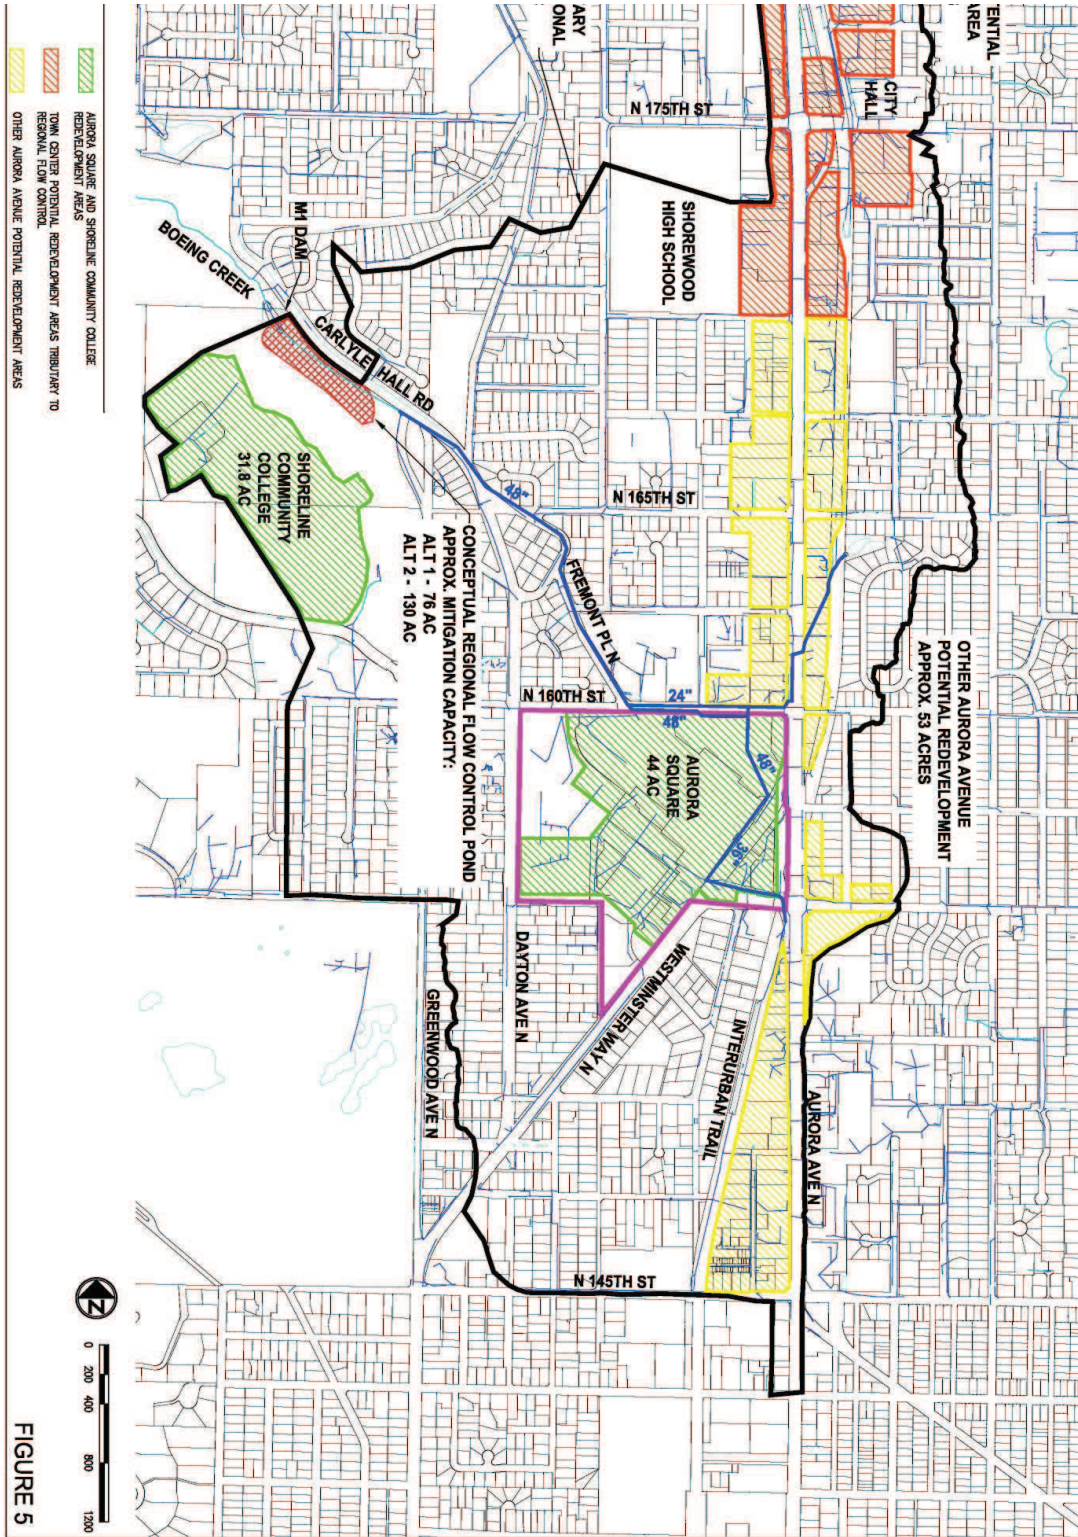 ENTIAL
AREA
CITY
HALL
ARY
ONAL
N 175TH ST
SHOREWOOD
HIGH SCHOOL
M1 DAM
BOEING CREEK
CARLYLE
HALL RD
SHORELINE
COMMUNITY
COLLEGE
31.8 AC
48"
N 165TH ST
FREMONT PL N
CONCEPTUAL REGIONAL FLOW CONTROL POND
APPROX. MITIGATION CAPACITY:
ALT 1 - 76 AC
ALT 2 - 130 AC
OTHER AURORA AVENUE
POTENTIAL REDEVELOPMENT
APPROX. 53 ACRES
N 160TH ST
24"
48"
48"
36"
AURORA
SQUARE
44 AC
DAYTON AVE N
WESTMINSTER WAY N
GREENWOOD AVE N
INTERURBAN TRAIL
AURORA AVE N
N 145TH ST
AURORA SQUARE AND SHORELINE COMMUNITY COLLEGE
REDEVELOPMENT AREAS
TOWN CENTER POTENTIAL REDEVELOPMENT AREAS TRIBUTARY TO
REGIONAL FLOW CONTROL
OTHER AURORA AVENUE POTENTIAL REDEVELOPMENT AREAS
N
0 200 400 800 1200
FIGURE 5